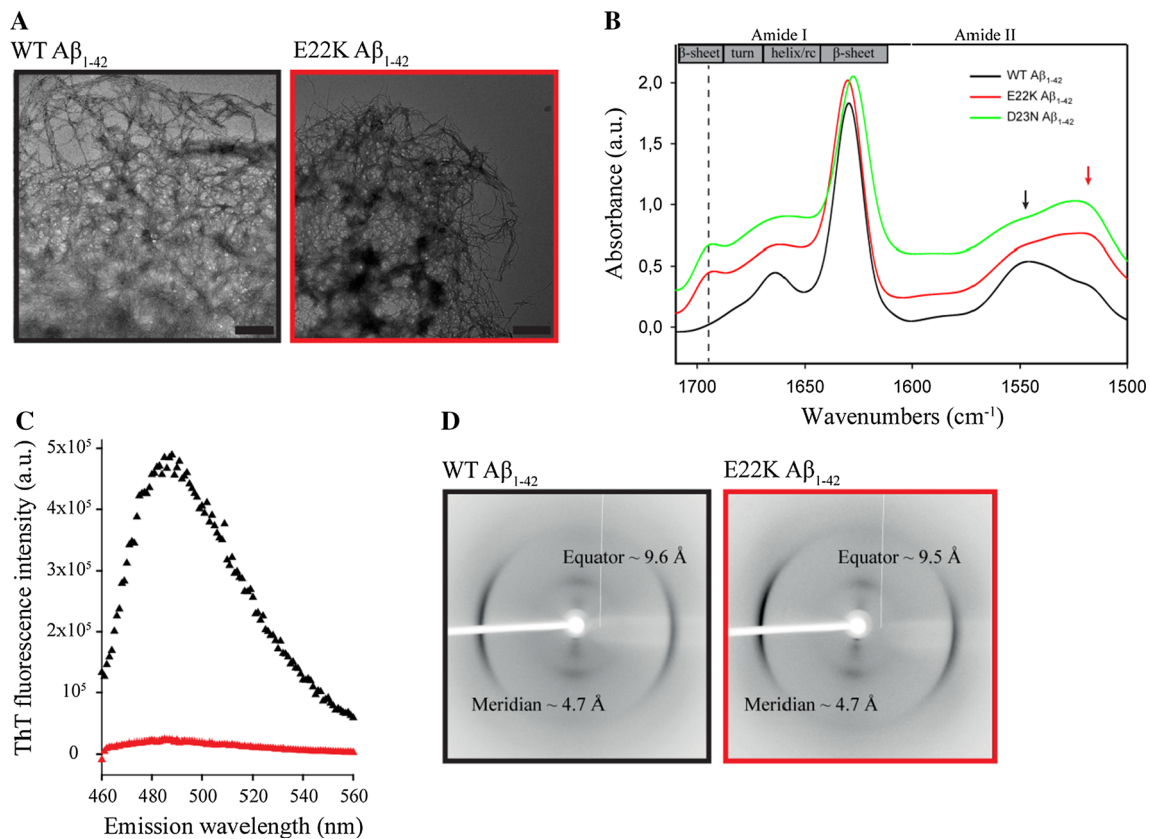 A
WT Aβ1-42
E22K Aβ1-42
B
Amide I
Amide II
β-sheet
turn
helix/rc
β-sheet
WT Aβ1-42
E22K Aβ1-42
D23N Aβ1-42
2,0
1,5
1,0
0,5
0,0
Absorbance (a.u.)
1700
1650
1600
1550
1500
Wavenumbers (cm-1)
C
5x10⁵
4x10⁵
3x10⁵
2x10⁵
10⁵
0
ThT fluorescence intensity (a.u.)
460
480
500
520
540
560
Emission wavelength (nm)
D
WT Aβ1-42
Equator ~ 9.6 Å
Meridian ~ 4.7 Å
E22K Aβ1-42
Equator ~ 9.5 Å
Meridian ~ 4.7 Å